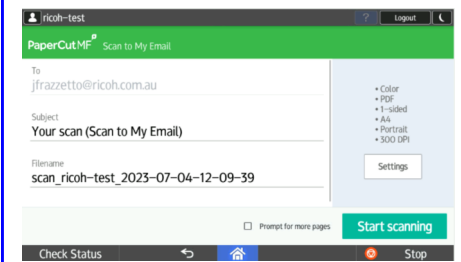 ricoh-test
?
Logout
PaperCut MF Scan to My Email
To
jfrazzetto@ricoh.com.au
Subject
Your scan (Scan to My Email)
Filename
scan_ricoh-test_2023-07-04-12-09-39
• Color
• PDF
• 1-sided
• A4
• Portrait
• 300 DPI
Settings
Prompt for more pages
Start scanning
Check Status
Stop